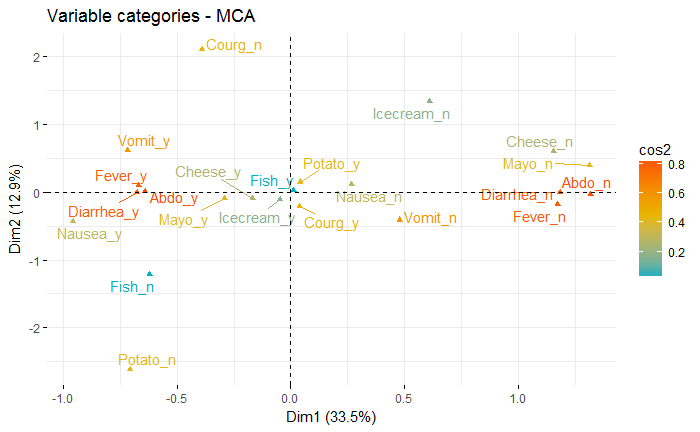 Variable categories - MCA
Courg_n
2
Icecream_n
1
Vomit_y
Cheese_n
cos2
Fever_y
Cheese_y
Fish_y
Potato_y
Mayo_n
Abdo_n
0.8
0
Diarrhea_y
Abdo_y
Mayo_y
Icecream_y
Nausea_n
Courg_y
Vomit_n
Diarrhea_n
Fever_n
0.6
0.4
0.2
Nausea_y
Dim2 (12.9%)
-1
Fish_n
-2
Potato_n
-1.0
-0.5
0.0
0.5
1.0
Dim1 (33.5%)